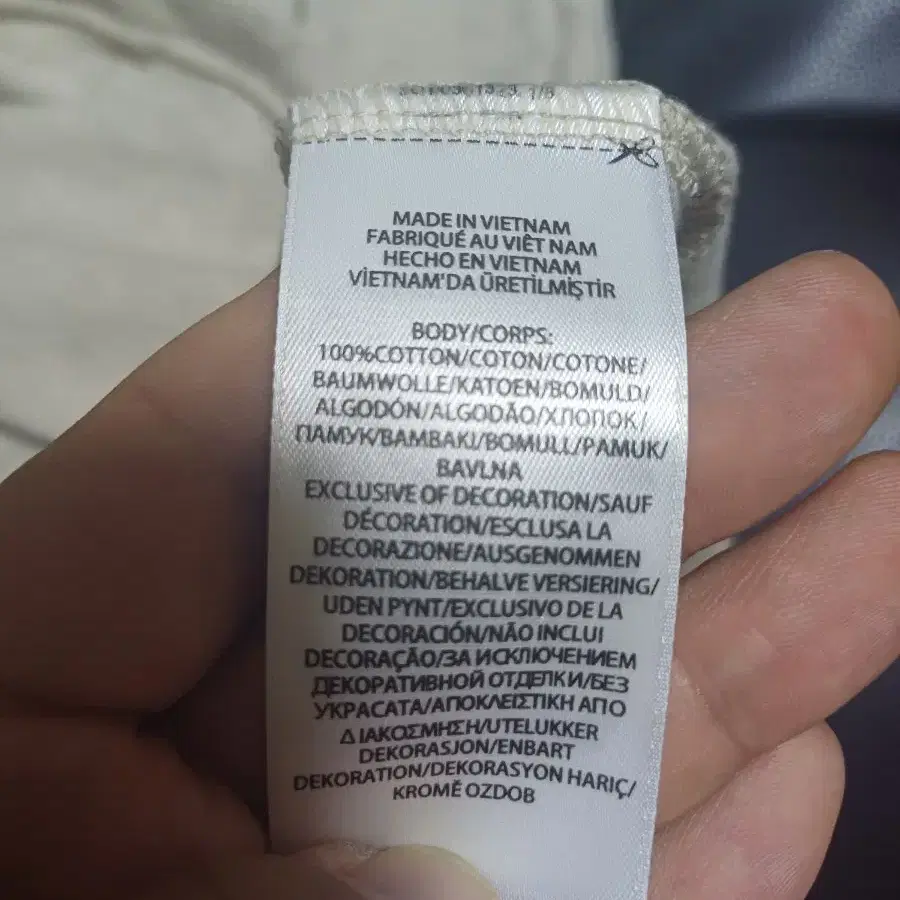 MADE IN VIETNAM
FABRIQUÉ AU VIÊT NAM
HECHO EN VIETNAM
VİETNAM'DA ÜRETİLMİŞTİR
BODY/CORPS:
100%COTTON/COTON/COTONE/
BAUMWOLLE/KATOEN/BOMULD/
ALGODÓN/ALGODÃO/ХЛОПОК/
ПАМУК/ΒΑΜΒΑΚΙ/BOMULL/PAMUK/
BAVLNA
EXCLUSIVE OF DECORATION/SAUF
DÉCORATION/ESCLUSA LA
DECORAZIONE/AUSGENOMMEN
DEKORATION/BEHALVE VERSIERING/
UDEN PYNT/EXCLUSIVO DE LA
DECORACIÓN/NÃO INCLUI
DECORAÇÃO/ЗА ИСКЛЮЧЕНИЕМ
ДЕКОРАТИВНОЙ ОТДЕЛКИ/БЕЗ
УКРАСАТА/ΑΠΟΚΛΕΙΣΤΙΚΗ ΑΠΟ
ΔΙΑΚΟΣΜΗΣΗ/UTELUKKER
DEKORASJON/ENBART
DEKORATION/DEKORASYON HARIÇ/
KROMĚ OZDOB